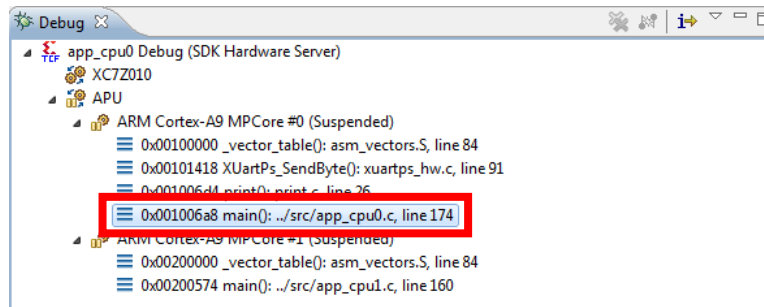 Debug
TCF app_cpu0 Debug (SDK Hardware Server)
XC7Z010
APU
ARM Cortex-A9 MPCore #0 (Suspended)
0x00100000 _vector_table(): asm_vectors.S, line 84
0x00101418 XUartPs_SendByte(): xuartps_hw.c, line 91
0x001006d4 print(): print.c, line 26
0x001006a8 main(): ../src/app_cpu0.c, line 174
ARM Cortex-A9 MPCore #1 (Suspended)
0x00200000 _vector_table(): asm_vectors.S, line 84
0x00200574 main(): ../src/app_cpu1.c, line 160